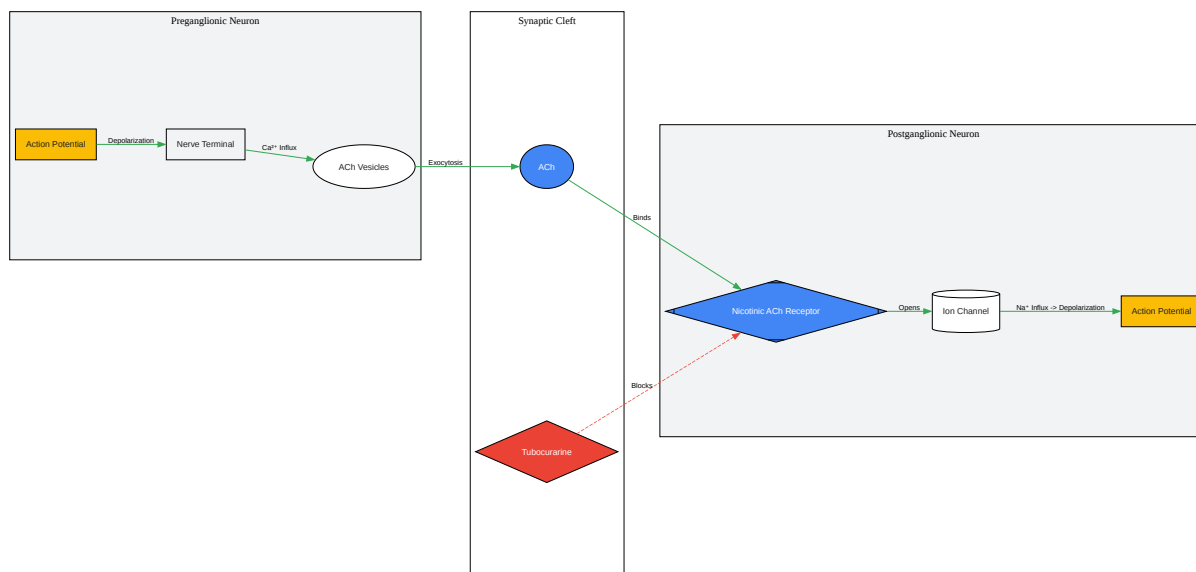 Preganglionic Neuron
Action Potential
Depolarization
Nerve Terminal
Ca²⁺ Influx
ACh Vesicles
Exocytosis
Synaptic Cleft
ACh
Binds
Tubocurarine
Blocks
Postganglionic Neuron
Nicotinic ACh Receptor
Opens
Ion Channel
Na⁺ Influx -> Depolarization
Action Potential